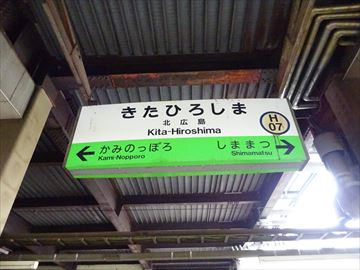 きたひろしま
北広島
Kita-Hiroshima
H
07
かみのっぽろ
Kami-Nopporo
しままつ
Shimamatsu